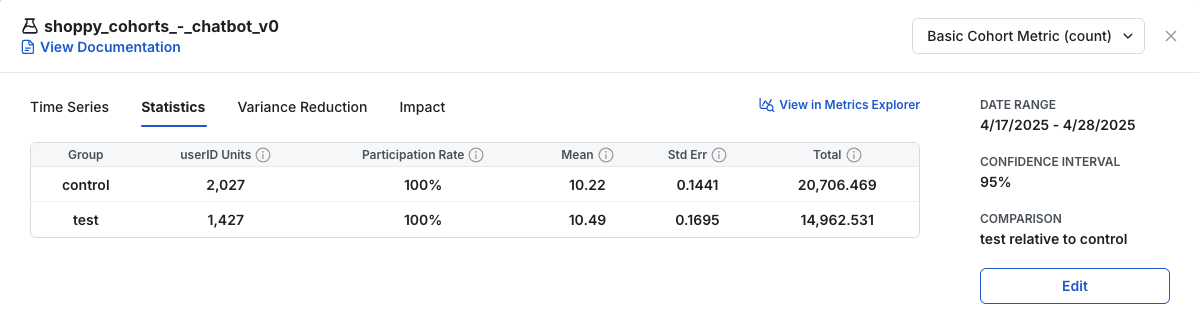 shoppy_cohorts_-_chatbot_v0
View Documentation
Basic Cohort Metric (count)
Time Series Statistics Variance Reduction Impact
View in Metrics Explorer
Group userID Units Participation Rate Mean Std Err Total
control 2,027 100% 10.22 0.1441 20,706.469
test 1,427 100% 10.49 0.1695 14,962.531
DATE RANGE
4/17/2025 - 4/28/2025
CONFIDENCE INTERVAL
95%
COMPARISON
test relative to control
Edit